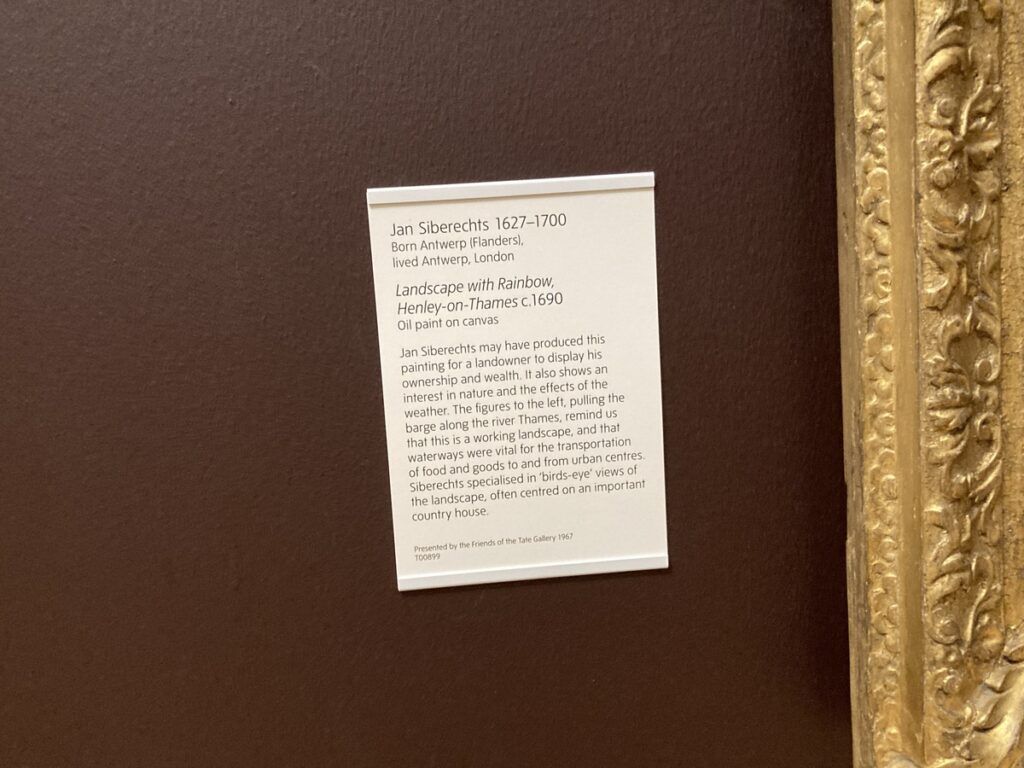 Jan Siberechts 1627–1700
Born Antwerp (Flanders),
lived Antwerp, London
Landscape with Rainbow,
Henley-on-Thames c.1690
Oil paint on canvas
Jan Siberechts may have produced this
painting for a landowner to display his
ownership and wealth. It also shows an
interest in nature and the effects of the
weather. The figures to the left, pulling the
barge along the river Thames, remind us
that this is a working landscape, and that
waterways were vital for the transportation
of food and goods to and from urban centres.
Siberechts specialised in ‘birds-eye’ views of
the landscape, often centred on an important
country house.
Presented by the Friends of the Tate Gallery 1967
T00899